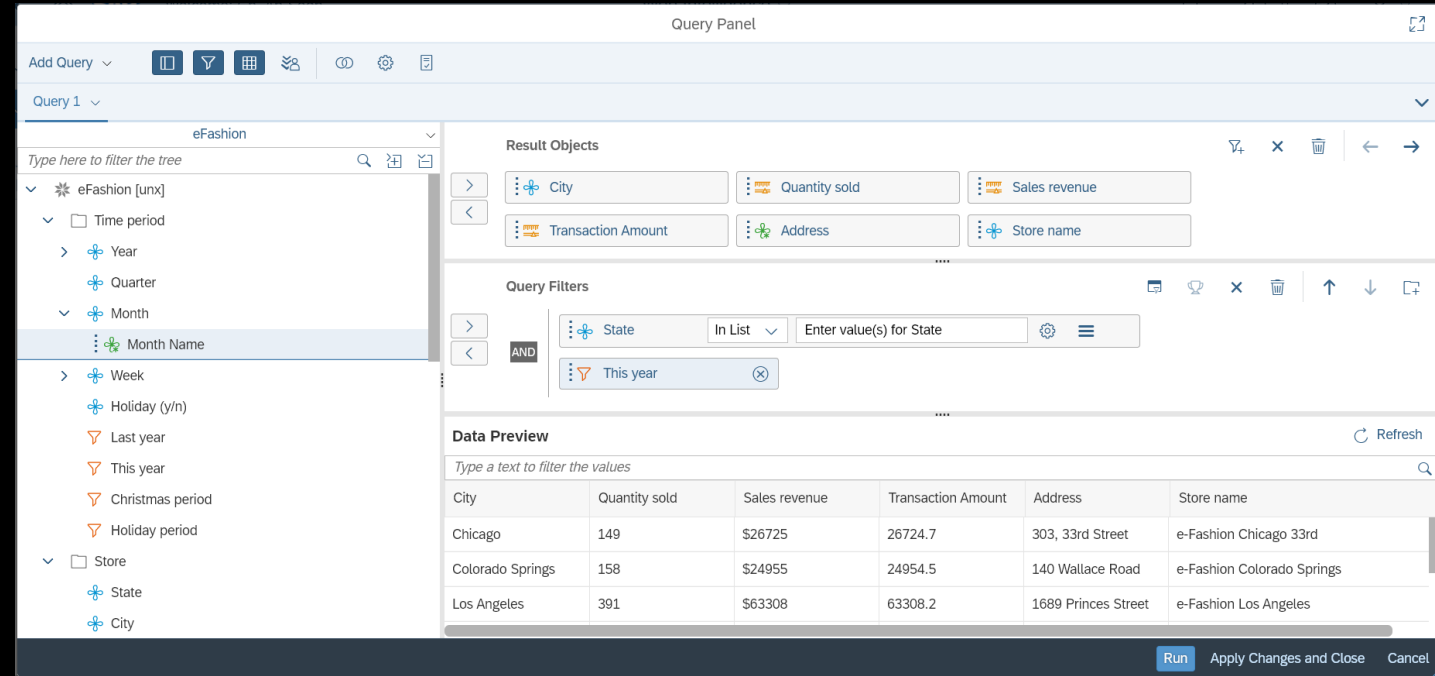 Query Panel
Add Query
Query 1
eFashion
Type here to filter the tree
eFashion [unx]
Time period
Year
Quarter
Month
Month Name
Week
Holiday (y/n)
Last year
This year
Christmas period
Holiday period
Store
State
City
Result Objects
City Quantity sold Sales revenue
Transaction Amount Address Store name
Query Filters
AND
State In List Enter value(s) for State
This year
Data Preview Refresh
Type a text to filter the values
City Quantity sold Sales revenue Transaction Amount Address Store name
Chicago 149 $26725 26724.7 303, 33rd Street e-Fashion Chicago 33rd
Colorado Springs 158 $24955 24954.5 140 Wallace Road e-Fashion Colorado Springs
Los Angeles 391 $63308 63308.2 1689 Princes Street e-Fashion Los Angeles
Run Apply Changes and Close Cancel